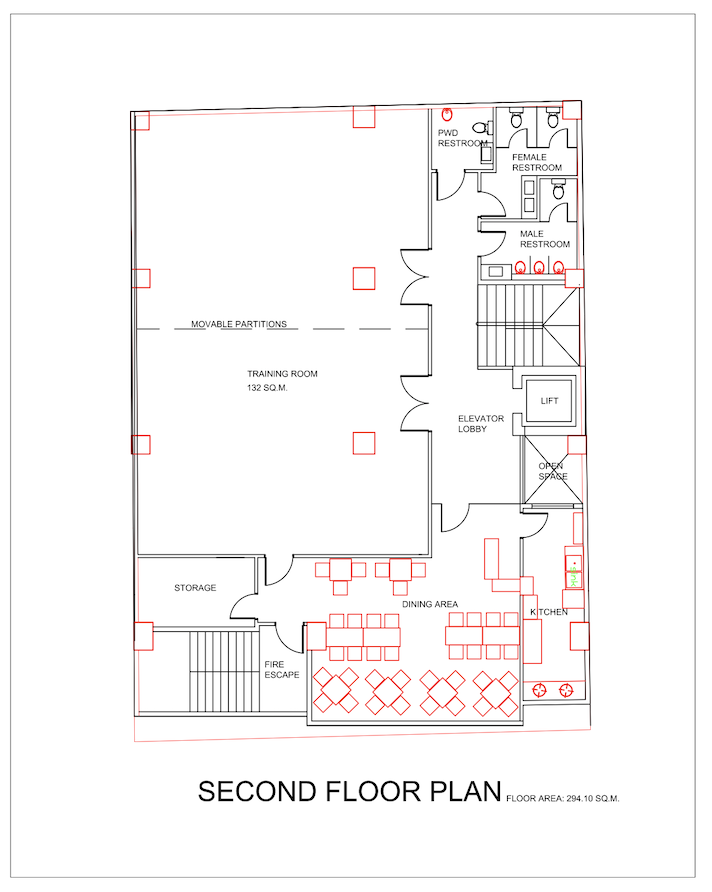 PWD
RESTROOM
FEMALE
RESTROOM
MALE
RESTROOM
MOVABLE PARTITIONS
TRAINING ROOM
132 SQ.M.
LIFT
ELEVATOR
LOBBY
OPEN
SPACE
STORAGE
DINING AREA
KITCHEN
FIRE
ESCAPE
SECOND FLOOR PLAN
FLOOR AREA: 294.10 SQ.M.